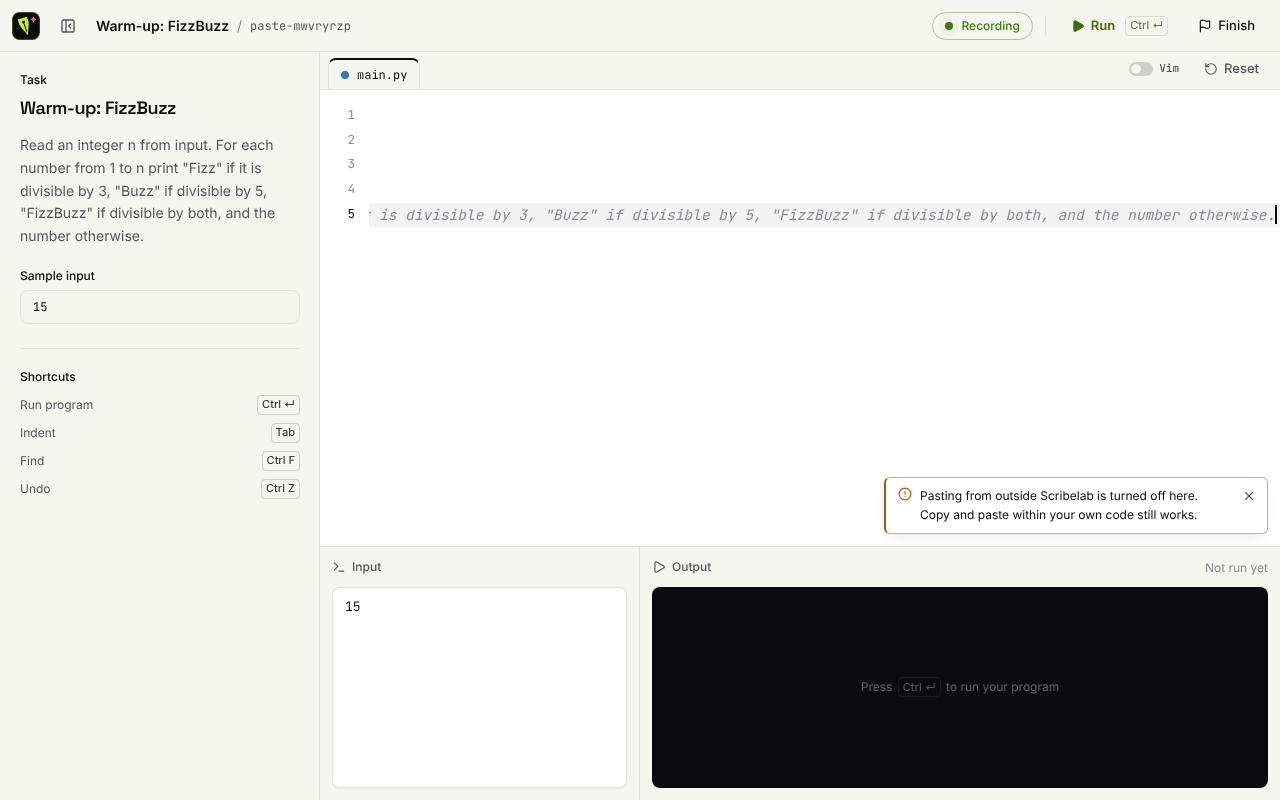 Warm-up: FizzBuzz / paste-mwvryrzp
Recording
Run Ctrl ↵
Finish
Task
Warm-up: FizzBuzz
Read an integer n from input. For each
number from 1 to n print "Fizz" if it is
divisible by 3, "Buzz" if divisible by 5,
"FizzBuzz" if divisible by both, and the
number otherwise.
Sample input
15
Shortcuts
Run program Ctrl ↵
Indent Tab
Find Ctrl F
Undo Ctrl Z
main.py
Vim
Reset
1
2
3
4
5 is divisible by 3, "Buzz" if divisible by 5, "FizzBuzz" if divisible by both, and the number otherwise.
Pasting from outside Scribelab is turned off here.
Copy and paste within your own code still works.
Input
15
Output
Not run yet
Press Ctrl ↵ to run your program